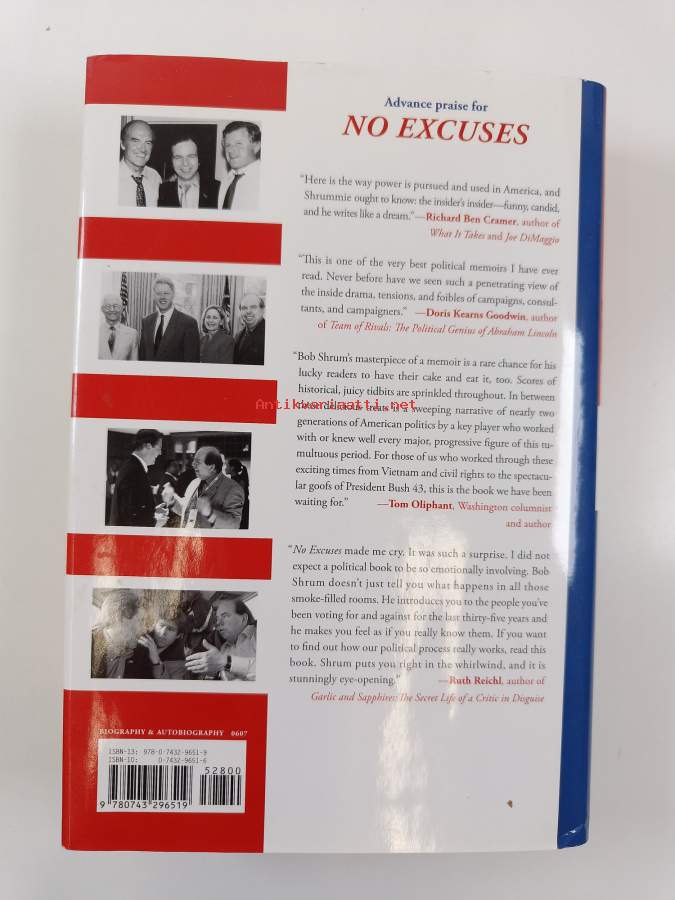 Advance praise for
NO EXCUSES
“Here is the way power is pursued and used in America, and
Shrummie ought to know: the insider's insider—funny, candid,
and he writes like a dream.”—Richard Ben Cramer, author of
What It Takes and Joe DiMaggio
“This is one of the very best political memoirs I have ever
read. Never before have we seen such a penetrating view of
the inside drama, tensions, and foibles of campaigns, consul-
tants, and campaigners.” —Doris Kearns Goodwin, author
of Team of Rivals: The Political Genius of Abraham Lincoln
“Bob Shrum's masterpiece of a memoir is a rare chance for his
lucky readers to have their cake and eat it, too. Scores of
historical, juicy tidbits are sprinkled throughout. In between
Antikvariaatti.net
these delicious treats is a sweeping narrative of nearly two
generations of American politics by a key player who worked
with or knew well every major, progressive figure of this tu-
multuous period. For those of us who worked through these
exciting times from Vietnam and civil rights to the spectacu-
lar goofs of President Bush 43, this is the book we have been
waiting for.” —Tom Oliphant, Washington columnist
and author
“No Excuses made me cry. It was such a surprise. I did not
expect a political book to be so emotionally involving. Bob
Shrum doesn't just tell you what happens in all those
smoke-filled rooms. He introduces you to the people you've
been voting for and against for the last thirty-five years and
he makes you feel as if you really know them. If you want
to find out how our political process really works, read this
book. Shrum puts you right in the whirlwind, and it is
stunningly eye-opening.” —Ruth Reichl, author of
Garlic and Sapphires: The Secret Life of a Critic in Disguise
BIOGRAPHY & AUTOBIOGRAPHY 0607
ISBN-13: 978-0-7432-9651-9
ISBN-10: 0-7432-9651-6
52800
9 780743 296519